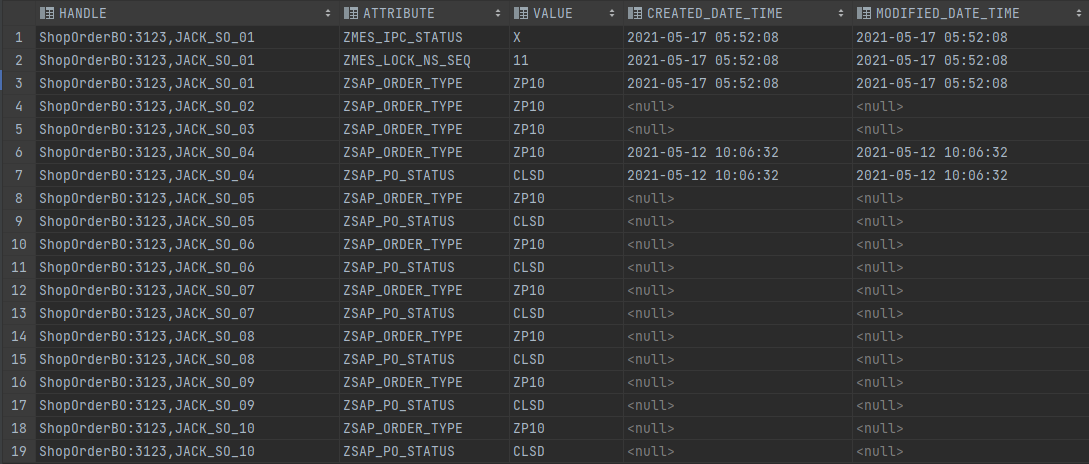 HANDLE ATTRIBUTE VALUE CREATED_DATE_TIME MODIFIED_DATE_TIME
1 ShopOrderBO:3123,JACK_SO_01 ZMES_IPC_STATUS X 2021-05-17 05:52:08 2021-05-17 05:52:08
2 ShopOrderBO:3123,JACK_SO_01 ZMES_LOCK_NS_SEQ 11 2021-05-17 05:52:08 2021-05-17 05:52:08
3 ShopOrderBO:3123,JACK_SO_01 ZSAP_ORDER_TYPE ZP10 2021-05-17 05:52:08 2021-05-17 05:52:08
4 ShopOrderBO:3123,JACK_SO_02 ZSAP_ORDER_TYPE ZP10 <null> <null>
5 ShopOrderBO:3123,JACK_SO_03 ZSAP_ORDER_TYPE ZP10 <null> <null>
6 ShopOrderBO:3123,JACK_SO_04 ZSAP_ORDER_TYPE ZP10 2021-05-12 10:06:32 2021-05-12 10:06:32
7 ShopOrderBO:3123,JACK_SO_04 ZSAP_PO_STATUS CLSD 2021-05-12 10:06:32 2021-05-12 10:06:32
8 ShopOrderBO:3123,JACK_SO_05 ZSAP_ORDER_TYPE ZP10 <null> <null>
9 ShopOrderBO:3123,JACK_SO_05 ZSAP_PO_STATUS CLSD <null> <null>
10 ShopOrderBO:3123,JACK_SO_06 ZSAP_ORDER_TYPE ZP10 <null> <null>
11 ShopOrderBO:3123,JACK_SO_06 ZSAP_PO_STATUS CLSD <null> <null>
12 ShopOrderBO:3123,JACK_SO_07 ZSAP_ORDER_TYPE ZP10 <null> <null>
13 ShopOrderBO:3123,JACK_SO_07 ZSAP_PO_STATUS CLSD <null> <null>
14 ShopOrderBO:3123,JACK_SO_08 ZSAP_ORDER_TYPE ZP10 <null> <null>
15 ShopOrderBO:3123,JACK_SO_08 ZSAP_PO_STATUS CLSD <null> <null>
16 ShopOrderBO:3123,JACK_SO_09 ZSAP_ORDER_TYPE ZP10 <null> <null>
17 ShopOrderBO:3123,JACK_SO_09 ZSAP_PO_STATUS CLSD <null> <null>
18 ShopOrderBO:3123,JACK_SO_10 ZSAP_ORDER_TYPE ZP10 <null> <null>
19 ShopOrderBO:3123,JACK_SO_10 ZSAP_PO_STATUS CLSD <null> <null>